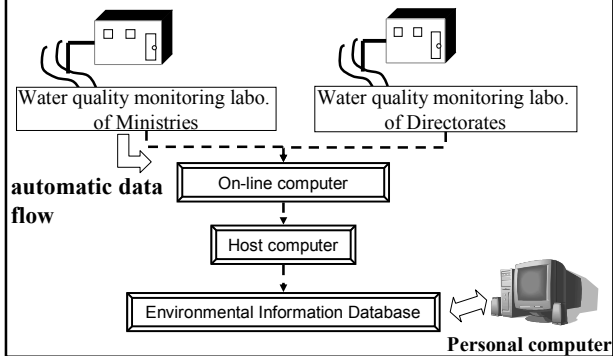 Water quality monitoring labo.
of Ministries
Water quality monitoring labo.
of Directorates
automatic data
flow
On-line computer
Host computer
Environmental Information Database
Personal computer